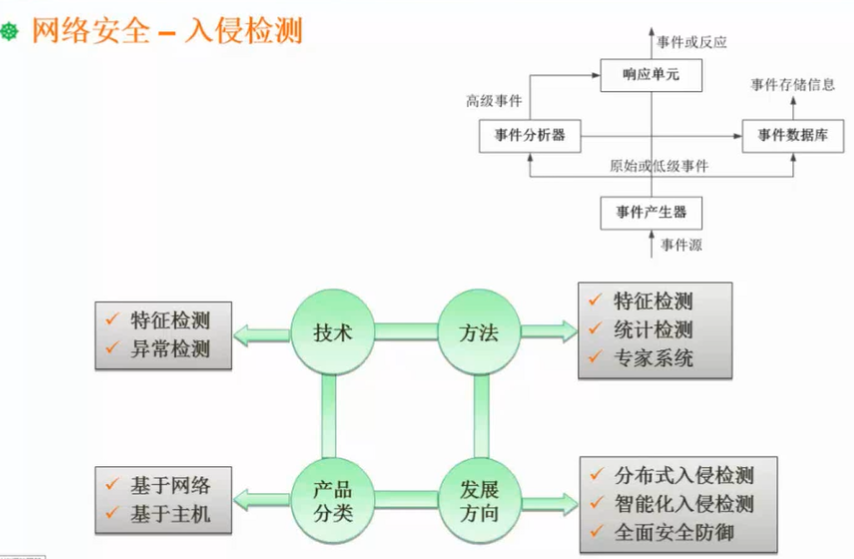 网络安全 – 入侵检测
事件或反应
响应单元
高级事件
事件存储信息
事件分析器
事件数据库
原始或低级事件
事件产生器
事件源
技术
方法
特征检测
异常检测
特征检测
统计检测
专家系统
产品
分类
发展
方向
基于网络
基于主机
分布式入侵检测
智能化入侵检测
全面安全防御